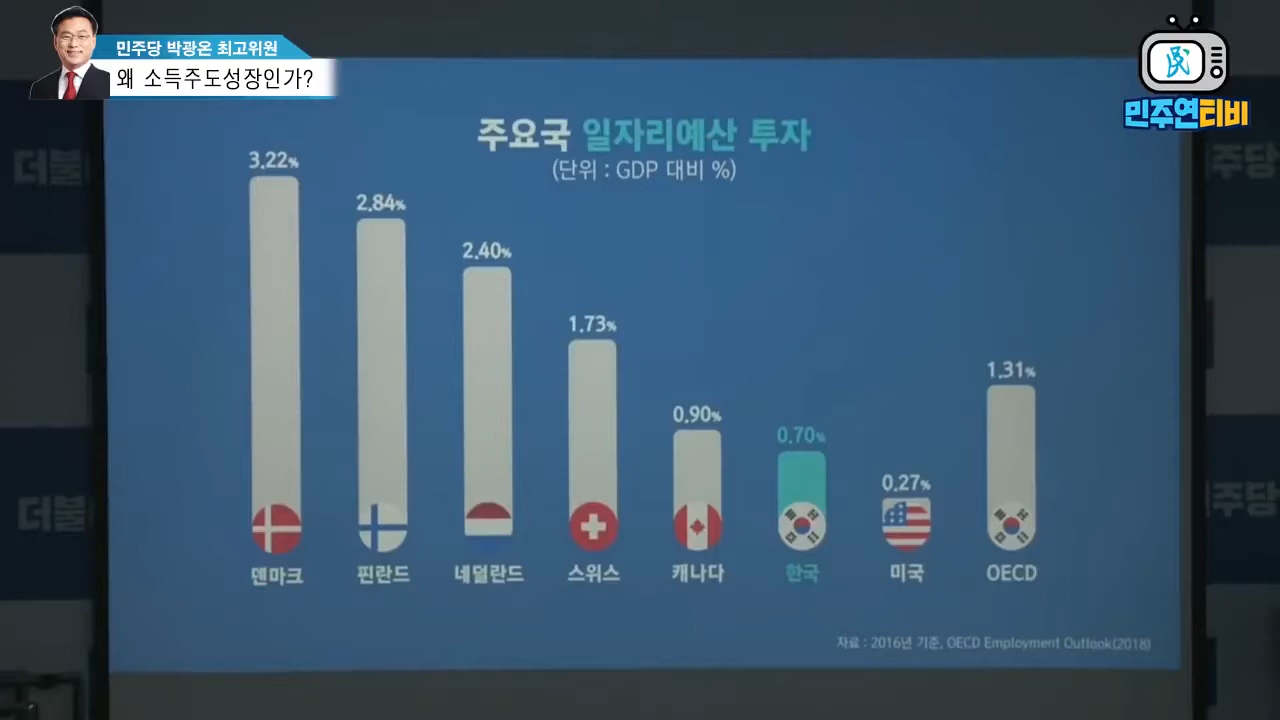 민주당 박광온 최고위원
왜 소득주도성장인가?
民
민주연티비
더불
주당
주요국 일자리예산 투자
(단위 : GDP 대비 %)
3.22%
2.84%
2.40%
1.73%
0.90%
0.70%
0.27%
1.31%
덴마크
핀란드
네덜란드
스위스
캐나다
한국
미국
OECD
더불
주당
자료 : 2016년 기준, OECD Employment Outlook(2018)